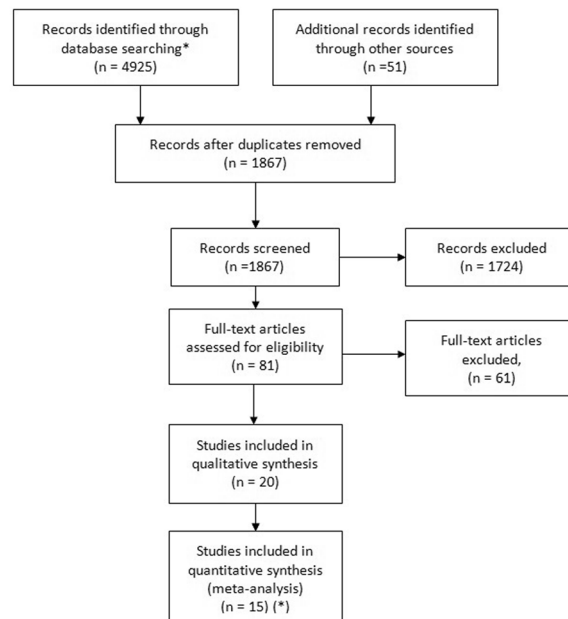 Records identified through
database searching*
(n = 4925)
Additional records identified
through other sources
(n =51)
Records after duplicates removed
(n = 1867)
Records screened
(n =1867)
Records excluded
(n = 1724)
Full-text articles
assessed for eligibility
(n = 81)
Full-text articles
excluded,
(n = 61)
Studies included in
qualitative synthesis
(n = 20)
Studies included in
quantitative synthesis
(meta-analysis)
(n = 15) (*)